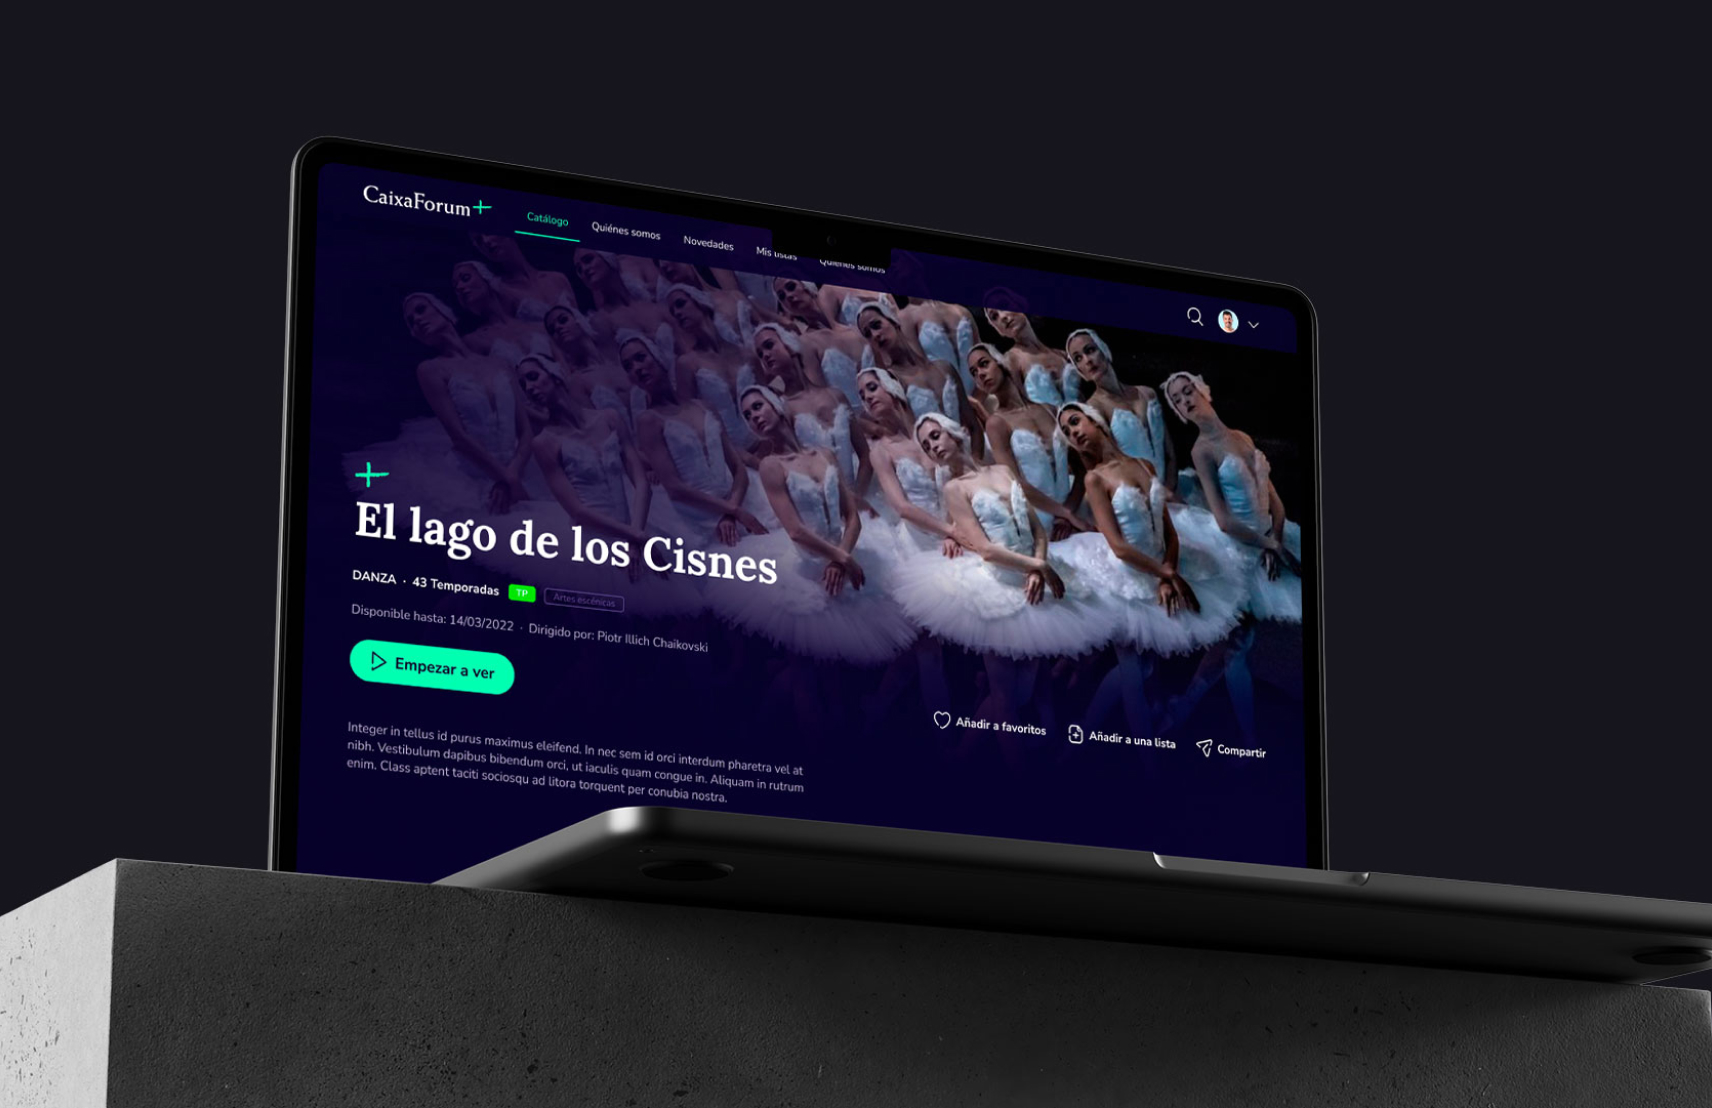 CaixaForum+
Catálogo
Quiénes somos
Novedades
Mis listas
Quiénes somos
El lago de los Cisnes
DANZA · 43 Temporadas TP Artes escénicas
Disponible hasta: 14/03/2022 · Dirigido por: Piotr Illich Chaikovski
Empezar a ver
Añadir a favoritos
Añadir a una lista
Compartir
Integer in tellus id purus maximus eleifend. In nec sem id orci interdum pharetra vel at
nibh. Vestibulum dapibus bibendum orci, ut iaculis quam congue in. Aliquam in rutrum
enim. Class aptent taciti sociosqu ad litora torquent per conubia nostra.